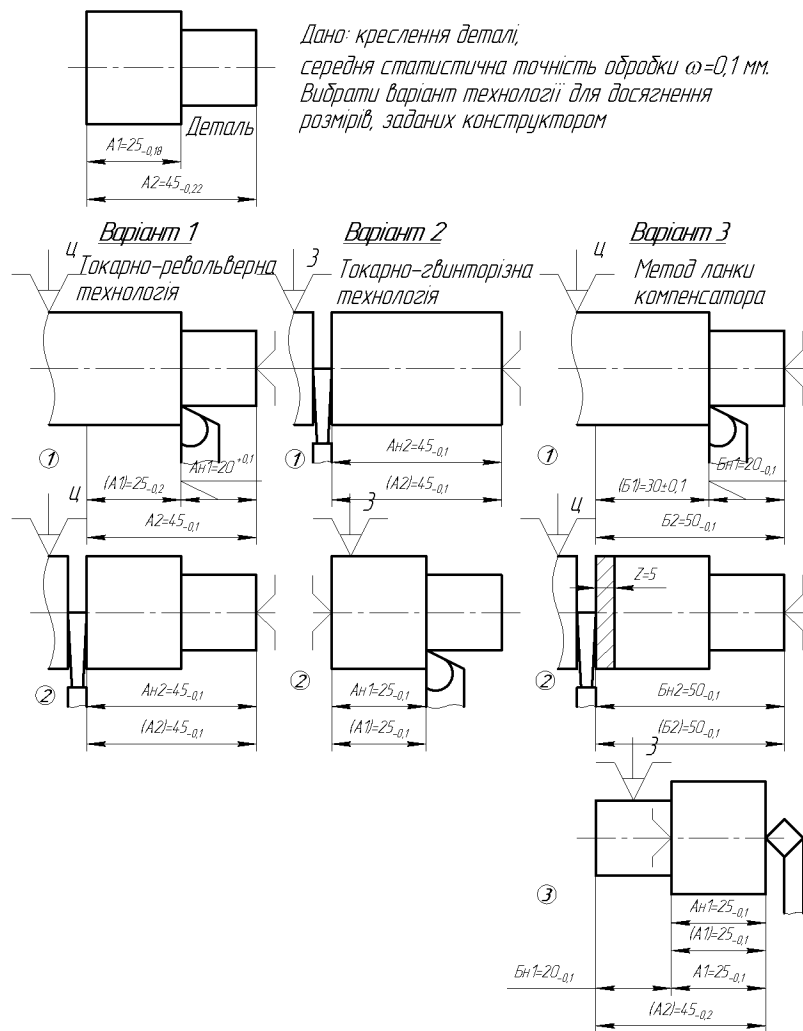 Дано: креслення деталі,
середня статистична точність обробки ω=0,1 мм.
Вибрати варіант технології для досягнення
розмірів, заданих конструктором
Деталь
А1=25₋₀,₁₈
А2=45₋₀,₂₂
Варіант 1
Варіант 2
Варіант 3
Ц
Токарно-револьверна
технологія
З
Токарно-гвинторізна
технологія
Ц
Метод ланки
компенсатора
1
Ан1=20⁺⁰,¹
(А1)=25₋₀,₂
А2=45₋₀,₁
1
Ан2=45₋₀,₁
(А2)=45₋₀,₁
1
Бн1=20₋₀,₁
(Б1)=30±0,1
Б2=50₋₀,₁
Ц
2
Ан2=45₋₀,₁
(А2)=45₋₀,₁
З
2
Ан1=25₋₀,₁
(А1)=25₋₀,₁
Ц
Z=5
2
Бн2=50₋₀,₁
(Б2)=50₋₀,₁
З
3
Ан1=25₋₀,₁
(А1)=25₋₀,₁
Бн1=20₋₀,₁
А1=25₋₀,₁
(А2)=45₋₀,₂